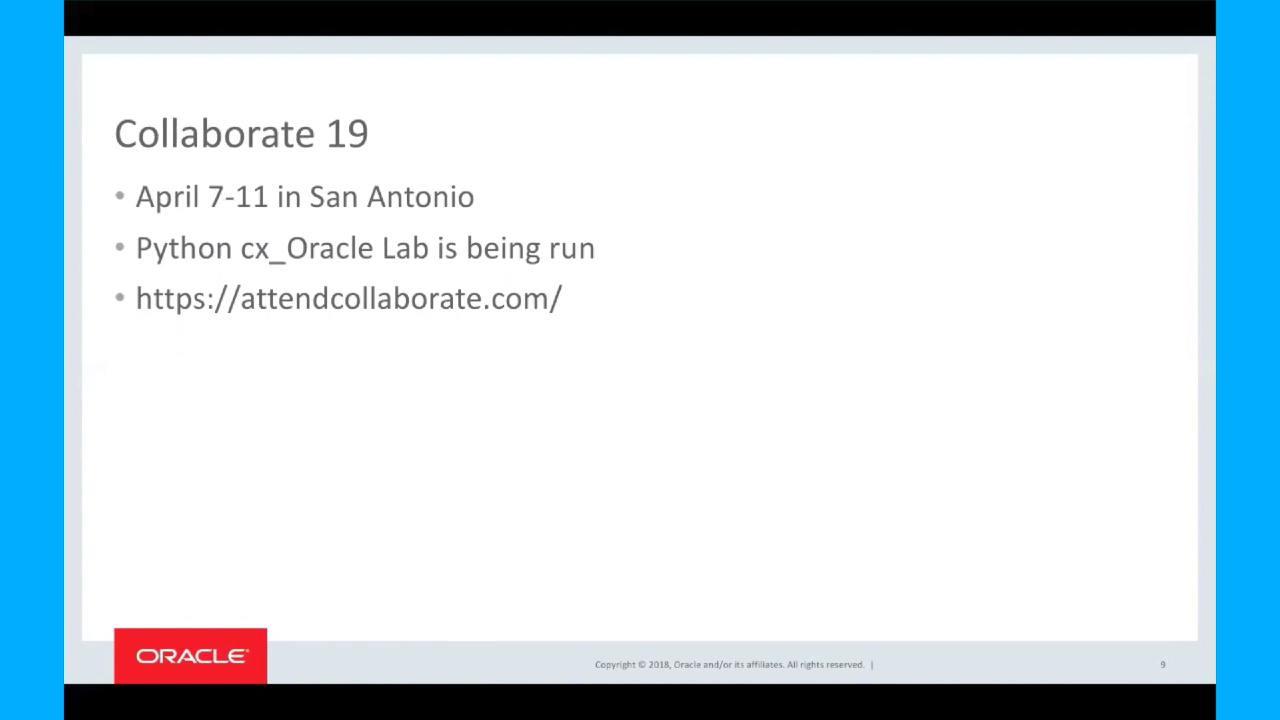 Collaborate 19
• April 7-11 in San Antonio
• Python cx_Oracle Lab is being run
• https://attendcollaborate.com/
ORACLE®
Copyright © 2018, Oracle and/or its affiliates. All rights reserved. |
9